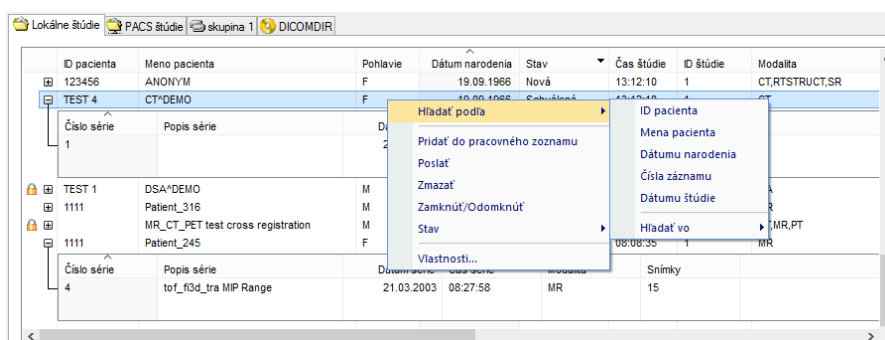 Lokálne štúdie PACS štúdie skupina 1 DICOMDIR
ID pacienta Meno pacienta Pohlavie Dátum narodenia Stav Čas štúdie ID štúdie Modalita
123456 ANONYM F 19.09.1966 Nová 13:12:10 1 CT,RTSTRUCT,SR
TEST 4 CT^DEMO F
Hľadať podľa
Pridať do pracovného zoznamu
Poslať
Zmazať
Zamknúť/Odomknúť
Stav
Vlastnosti...
ID pacienta
Mena pacienta
Dátumu narodenia
Čísla záznamu
Dátumu štúdie
Hľadať vo
Číslo série Popis série
1
TEST 1 DSA^DEMO M
1111 Patient_316 M
MR_CT_PET test cross registration M ,MR,PT
1111 Patient_245 F 08:08:35 1 MR
Číslo série Popis série Dátum série Čas série Modalita Snímky
4 tof_fi3d_tra MIP Range 21.03.2003 08:27:58 MR 15